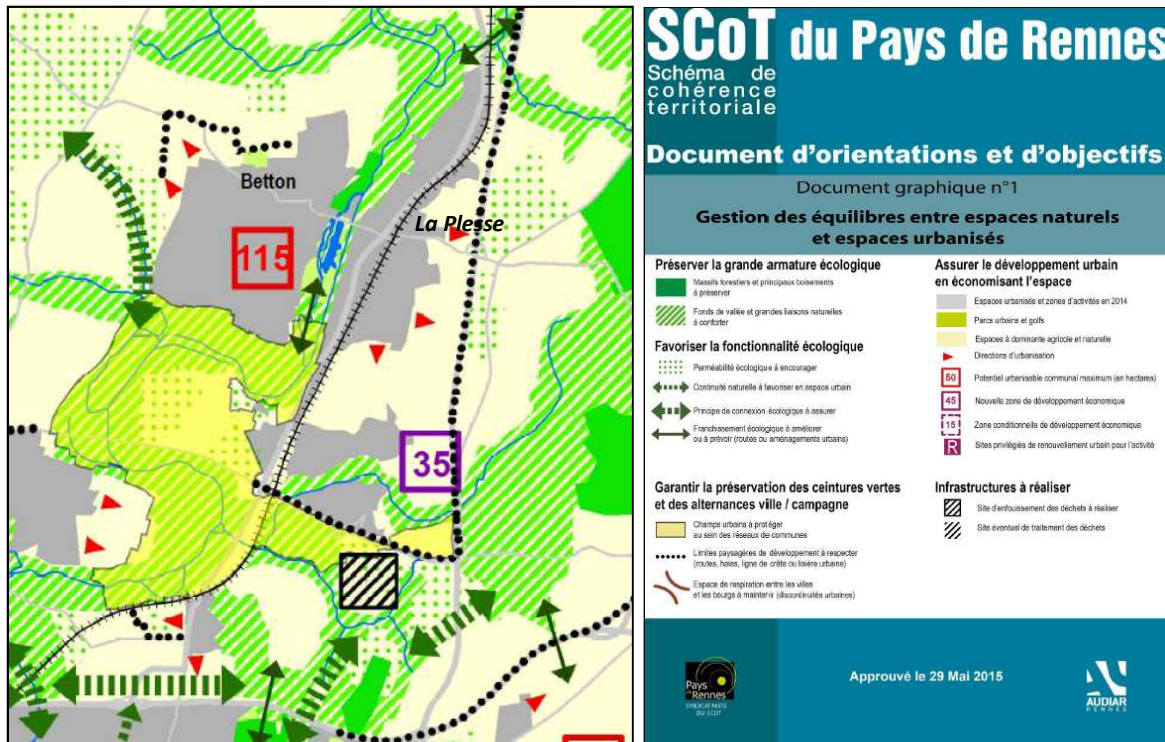 Betton
La Plesse
115
35
SCoT du Pays de Rennes
Schéma de
cohérence
territoriale
Document d'orientations et d'objectifs
Document graphique n°1
Gestion des équilibres entre espaces naturels
et espaces urbanisés
Préserver la grande armature écologique
Massifs forestiers et principaux boisements
à préserver
Fonds de vallée et grandes liaisons naturelles
à conforter
Favoriser la fonctionnalité écologique
Perméabilité écologique à encourager
Continuité naturelle à favoriser en espace urbain
Principe de connexion écologique à assurer
Franchissement écologique à améliorer
ou à prévoir (routes ou aménagements urbains)
Garantir la préservation des ceintures vertes
et des alternances ville / campagne
Champs urbains à protéger
au sein des réseaux de communes
Limites paysagères de développement à respecter
(routes, haies, ligne de crête ou lisière urbaine)
Espace de respiration entre les villes
et les bourgs à maintenir (discontinuités urbaines)
Assurer le développement urbain
en économisant l'espace
Espaces urbanisés et zones d'activités en 2014
Parcs urbains et golfs
Espaces à dominante agricole et naturelle
Directions d'urbanisation
50 Potentiel urbanisable communal maximum (en hectares)
45 Nouvelle zone de développement économique
15 Zone conditionnelle de développement économique
R Sites privilégiés de renouvellement urbain pour l'activité
Infrastructures à réaliser
Site d'enfouissement des déchets à réaliser
Site éventuel de traitement des déchets
Pays
de Rennes
SYNDICAT MIXTE
DU SCOT
Approuvé le 29 Mai 2015
AUDIAR
RENNES